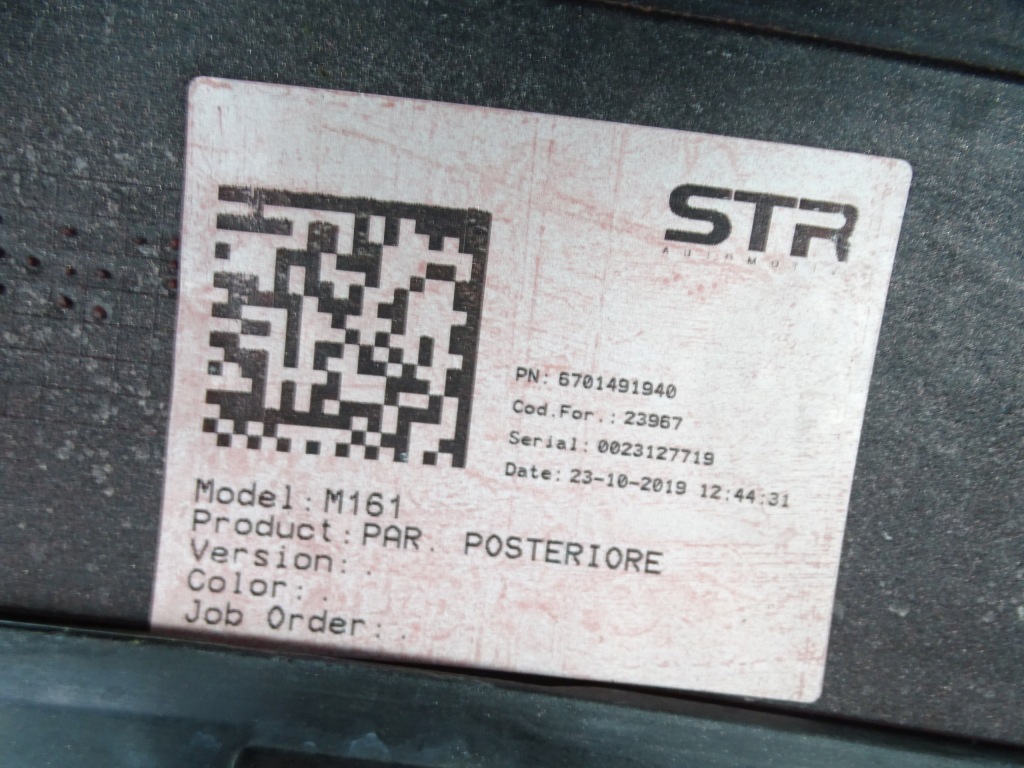 STR
AUTOMOTIVE
PN: 6701491940
Cod.For.: 23967
Serial: 0023127719
Date: 23-10-2019 12:44:31
Model: M161
Product: PAR. POSTERIORE
Version: .
Color: .
Job Order: .